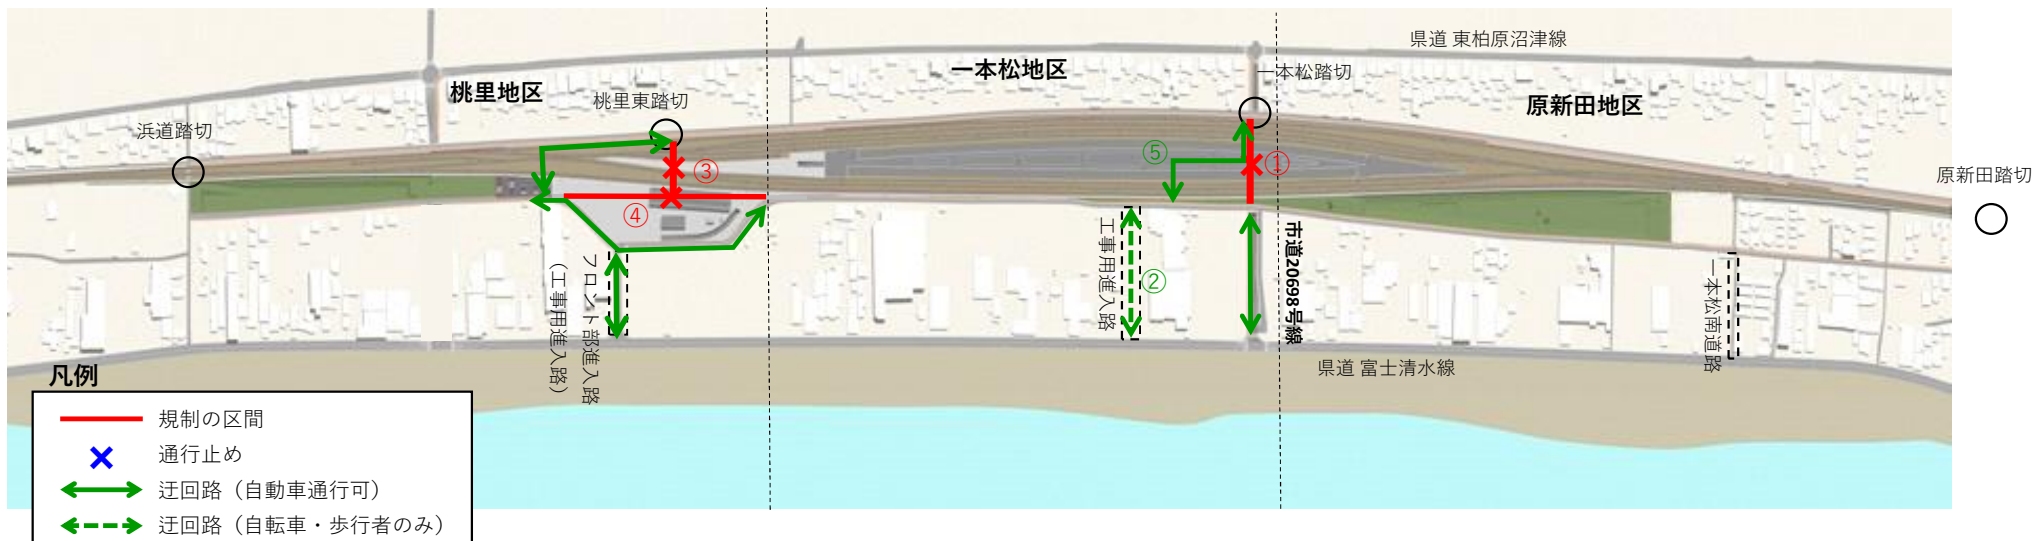 県道 東柏原沼津線
一本松地区
一本松踏切
桃里地区
桃里東踏切
原新田地区
浜道踏切
⑤
①
③
原新田踏切
④
市道20698号線
工事用進入路
②
フロント部進入路
（工事用進入路）
一本松南道路
県道 富士清水線
凡例
規制の区間
通行止め
迂回路（自動車通行可）
迂回路（自転車・歩行者のみ）